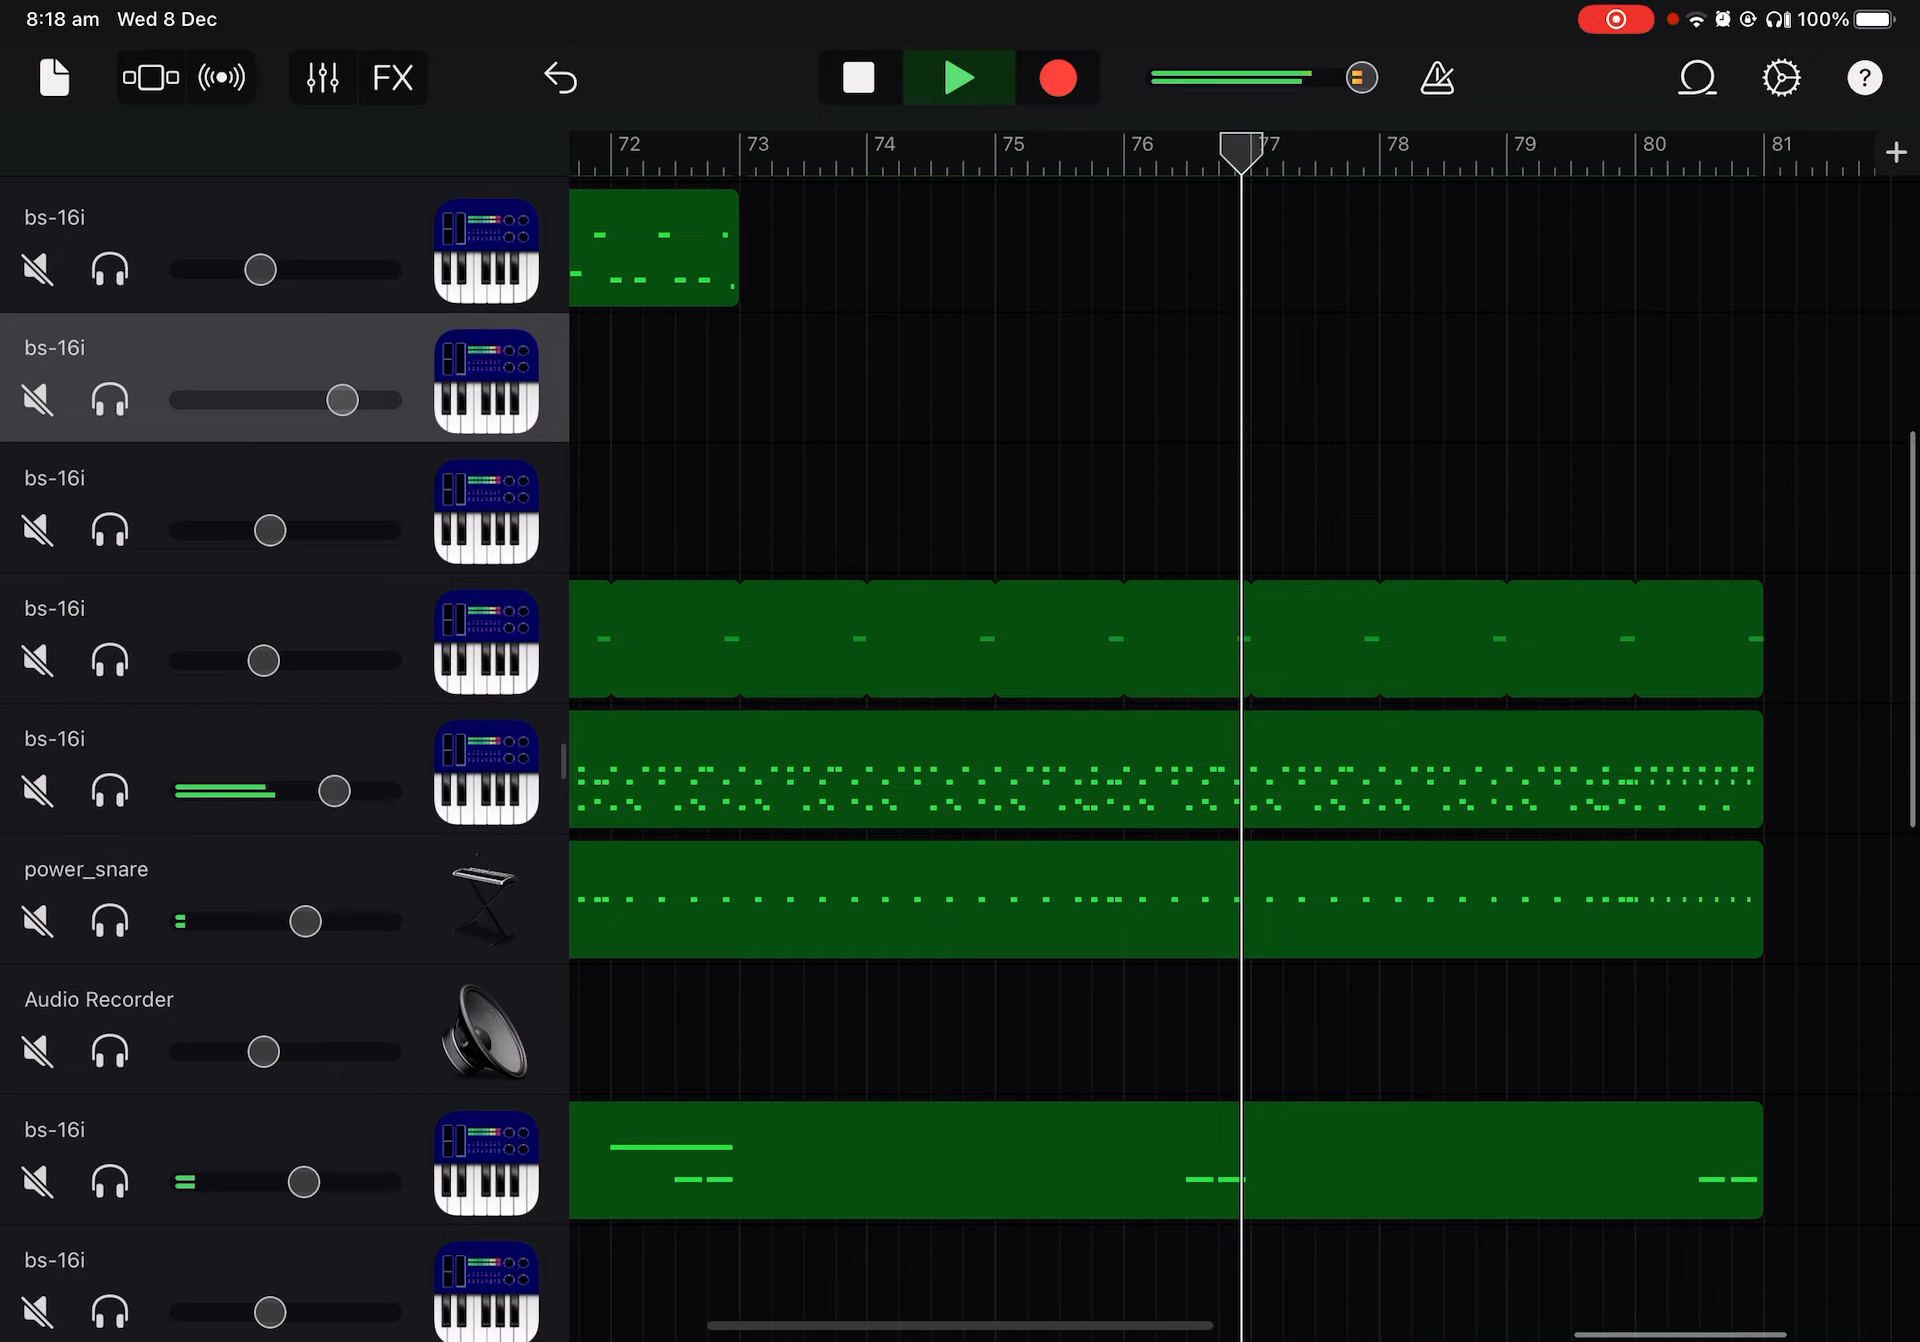 8:18 am Wed 8 Dec
100%
FX
?
72 73 74 75 76 77 78 79 80 81
+
bs-16i
bs-16i
bs-16i
bs-16i
bs-16i
power_snare
Audio Recorder
bs-16i
bs-16i